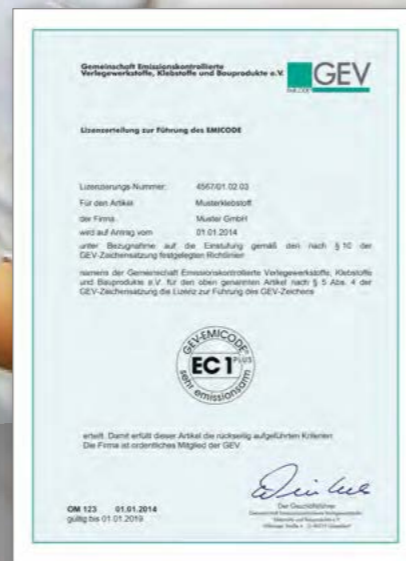 Gemeinschaft Emissionskontrollierte
Verlegewerkstoffe, Klebstoffe und Bauprodukte e.V.
GEV
EMICODE
Lizenzerteilung zur Führung des EMICODE
Lizenzierungs-Nummer: 4567/01.02.03
Für den Artikel Musterklebstoff
der Firma Muster GmbH
wird auf Antrag vom 01.01.2014
unter Bezugnahme auf die Einstufung gemäß den nach § 10 der
GEV-Zeichensatzung festgelegten Richtlinien
namens der Gemeinschaft Emissionskontrollierte Verlegewerkstoffe, Klebstoffe
und Bauprodukte e.V. für den oben genannten Artikel nach § 5 Abs. 4 der
GEV-Zeichensatzung die Lizenz zur Führung des GEV-Zeichens
GEV-EMICODE®
EC 1 PLUS
sehr emissionsarm
erteilt. Damit erfüllt dieser Artikel die rückseitig aufgeführten Kriterien
Die Firma ist ordentliches Mitglied der GEV.
OM 123 01.01.2014
gültig bis 01.01.2019
Der Geschäftsführer